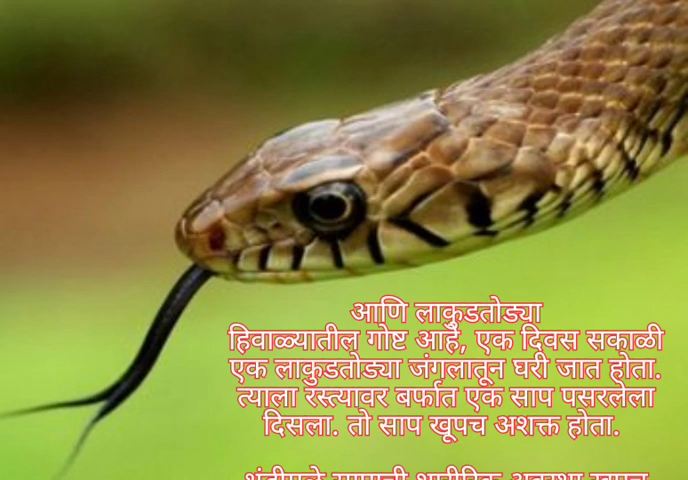 आणि लाकुडतोड्या
हिवाळ्यातील गोष्ट आहे, एक दिवस सकाळी
एक लाकुडतोड्या जंगलातून घरी जात होता.
त्याला रस्त्यावर बर्फात एक साप पसरलेला
दिसला. तो साप खूपच अशक्त होता.